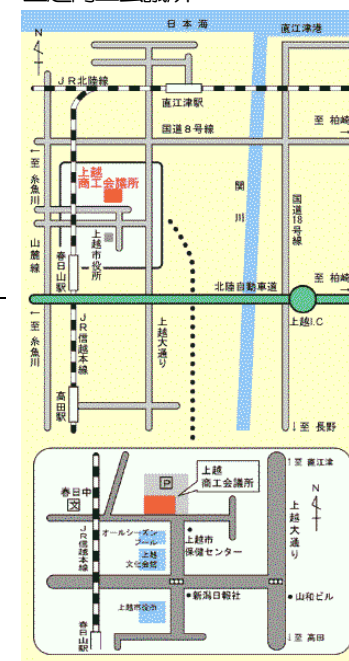 日本海
直江津港
N
JR北陸線
直江津駅
至 柏崎
国道8号線
至 糸魚川
上越
商工会議所
関川
国道18号線
山麓線
春日山駅
上越市役所
至 柏崎
北陸自動車道
上越I.C
至 糸魚川
JR信越本線
上越大通り
高田駅
至 長野
至 直江津
上越
商工会議所
P
春日中
文
N
上越大通り
オールシーズン
プール
上越市
保健センター
JR信越本線
上越
文化会館
新潟日報社
山和ビル
上越市役所
春日山駅
至 高田